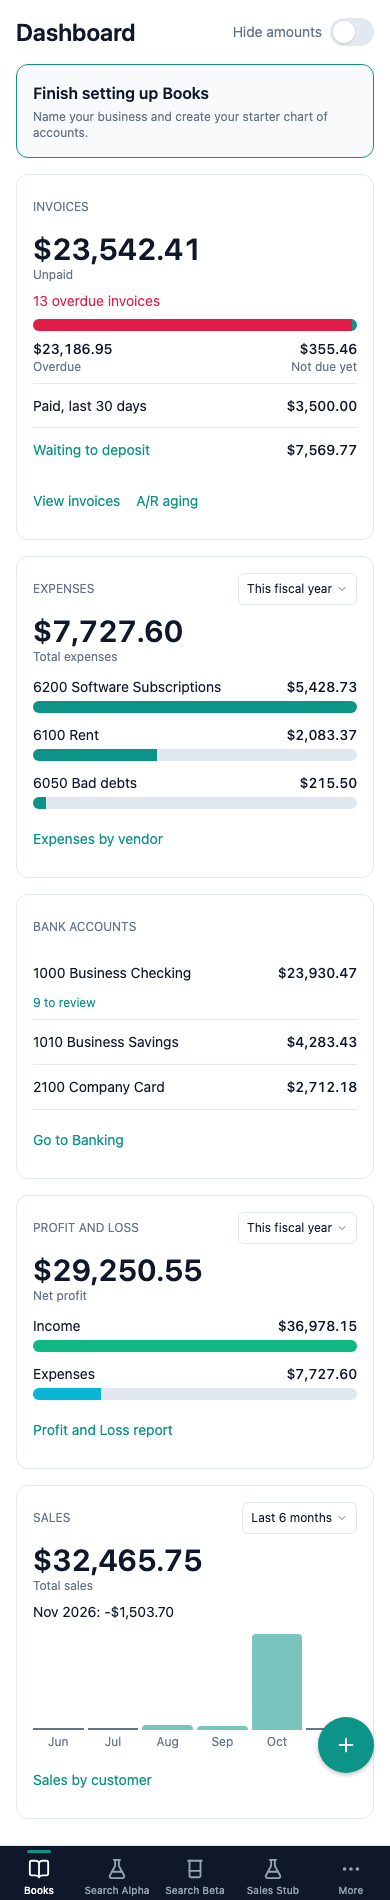 Dashboard
Hide amounts
Finish setting up Books
Name your business and create your starter chart of
accounts.
INVOICES
$23,542.41
Unpaid
13 overdue invoices
$23,186.95 $355.46
Overdue Not due yet
Paid, last 30 days $3,500.00
Waiting to deposit $7,569.77
View invoices A/R aging
EXPENSES This fiscal year
$7,727.60
Total expenses
6200 Software Subscriptions $5,428.73
6100 Rent $2,083.37
6050 Bad debts $215.50
Expenses by vendor
BANK ACCOUNTS
1000 Business Checking $23,930.47
9 to review
1010 Business Savings $4,283.43
2100 Company Card $2,712.18
Go to Banking
PROFIT AND LOSS This fiscal year
$29,250.55
Net profit
Income $36,978.15
Expenses $7,727.60
Profit and Loss report
SALES Last 6 months
$32,465.75
Total sales
Nov 2026: -$1,503.70
Jun Jul Aug Sep Oct
Sales by customer
Books Search Alpha Search Beta Sales Stub More